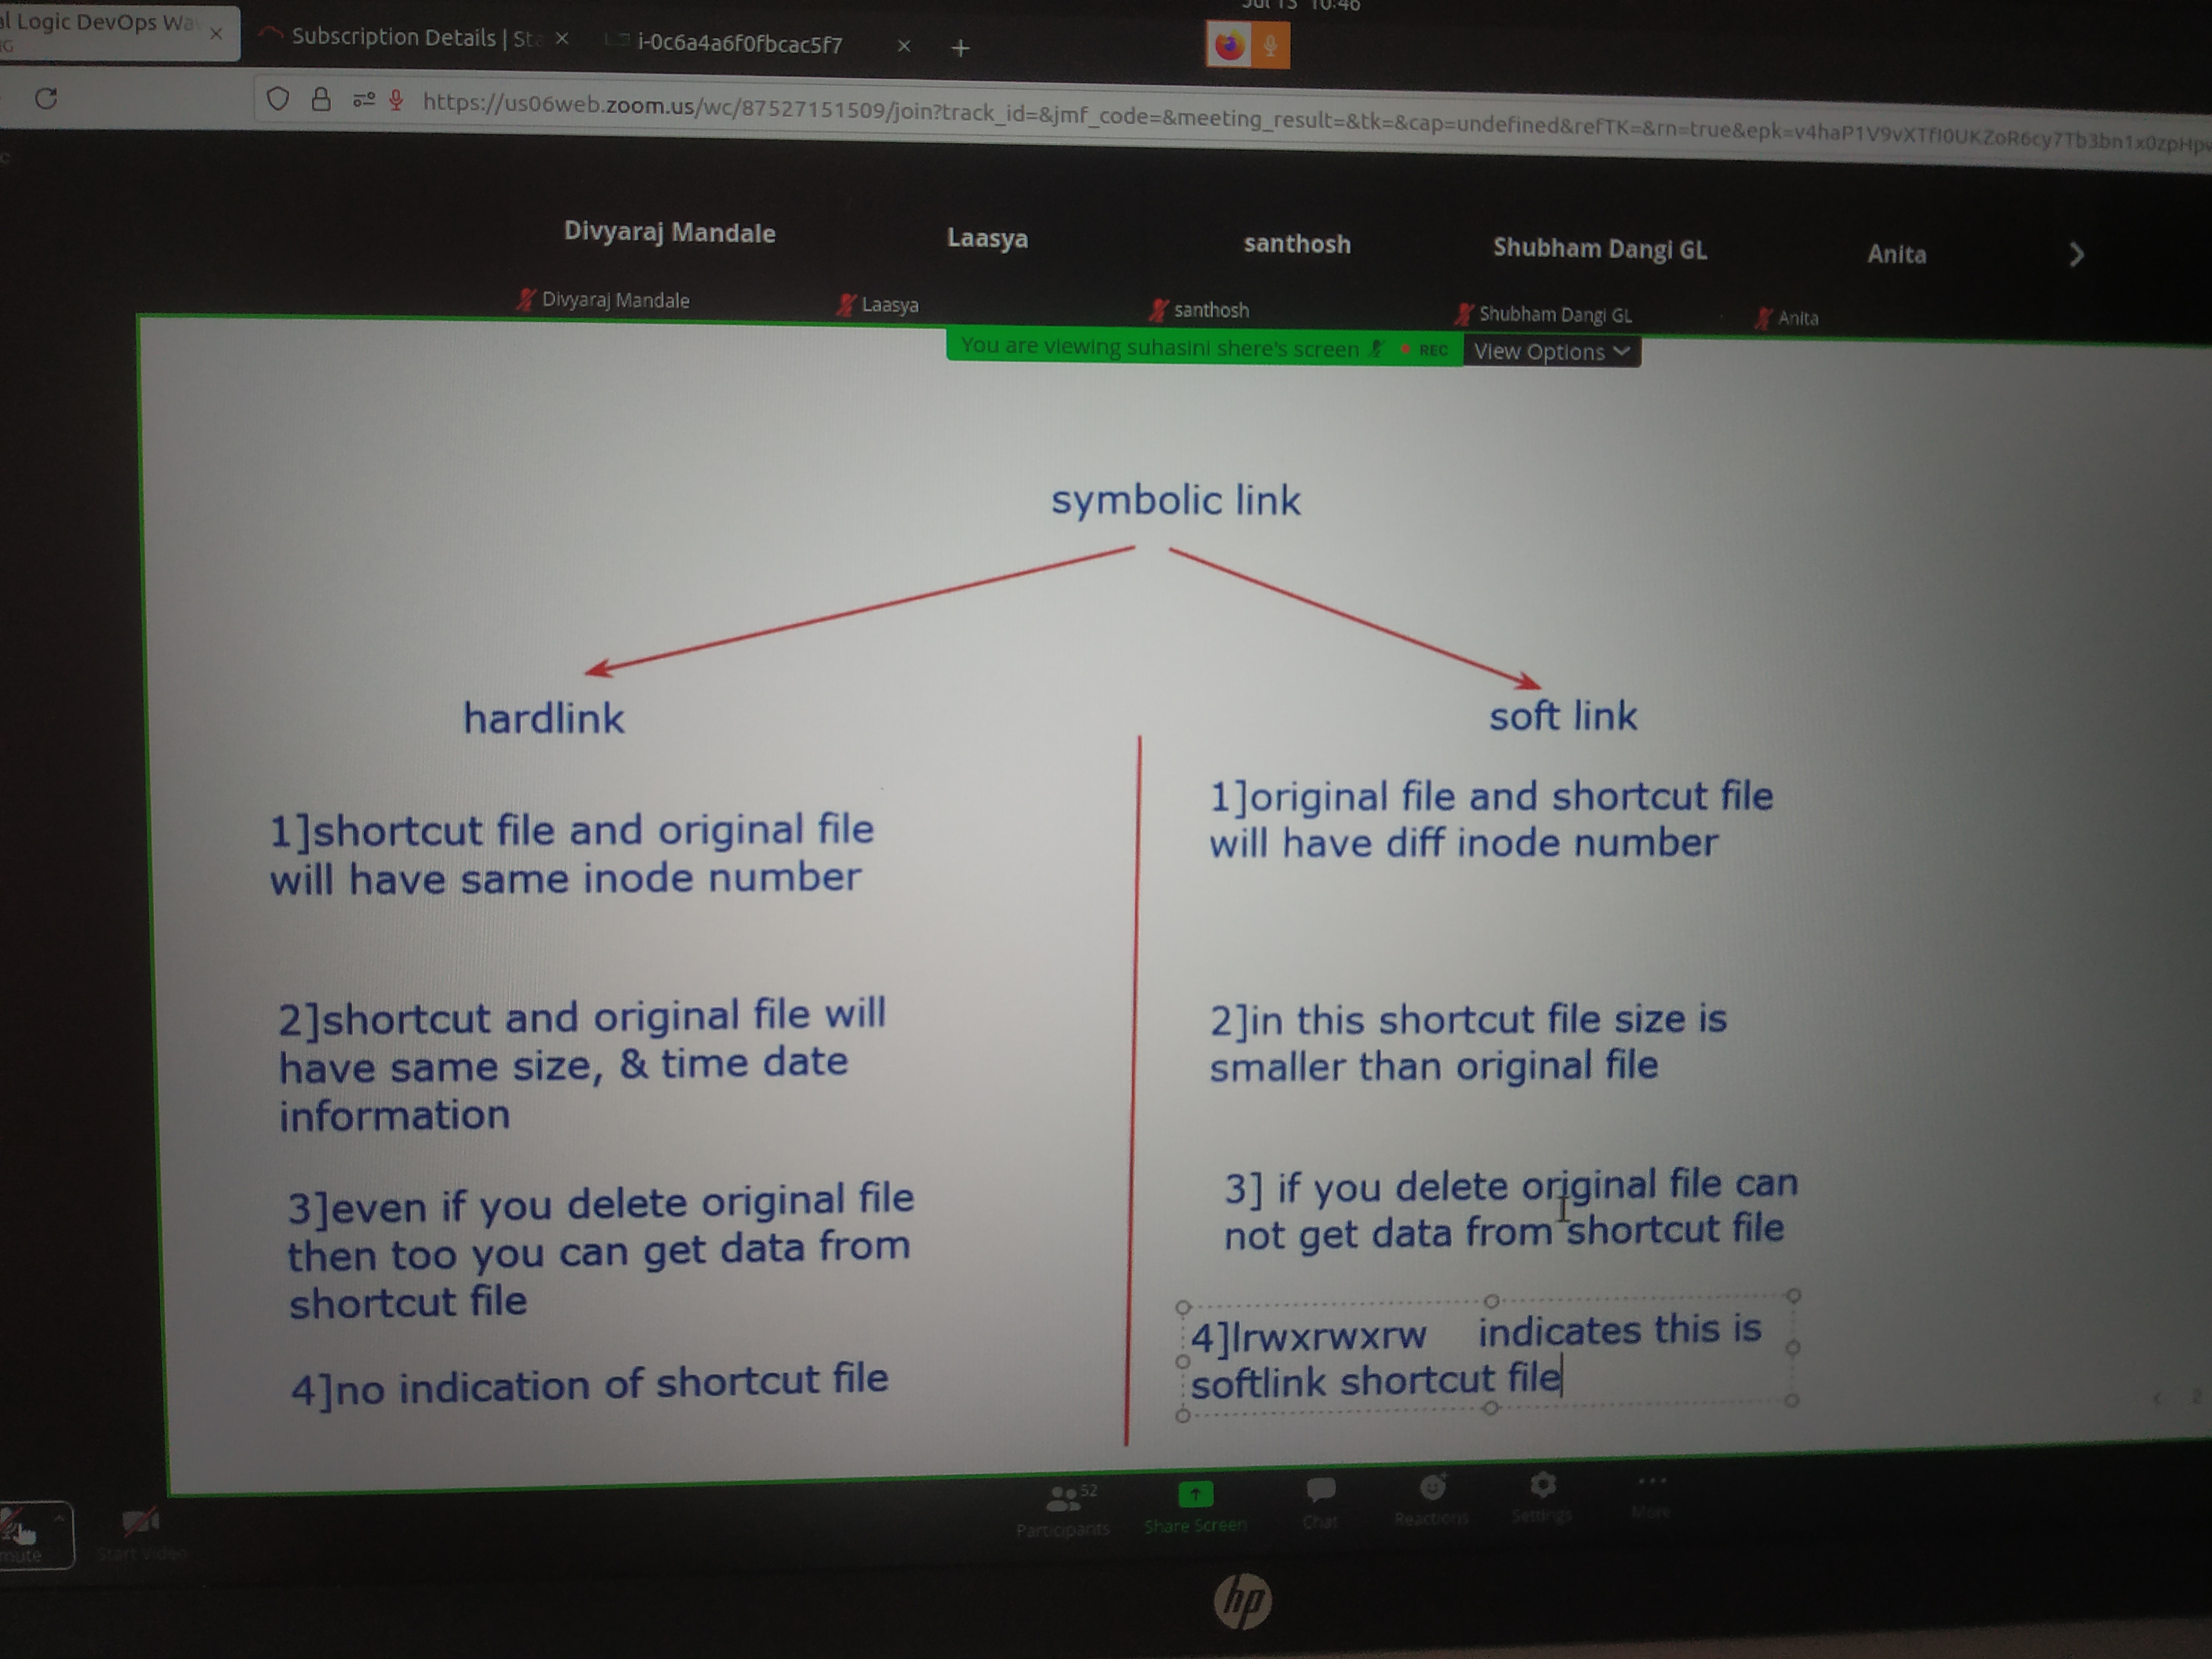 Jul 13 10:46
al Logic DevOps Wa
Subscription Details | Sta
i-0c6a4a6f0fbcac5f7
https://us06web.zoom.us/wc/87527151509/join?track_id=&jmf_code=&meeting_result=&tk=&cap=undefined&refTK=&rn=true&epk=v4haP1V9vXTfI0UKZoR6cy7Tb3bn1x0zpHpv
Divyaraj Mandale
Laasya
santhosh
Shubham Dangi GL
Anita
Divyaraj Mandale
Laasya
santhosh
Shubham Dangi GL
Anita
You are viewing suhasini shere's screen
REC
View Options
symbolic link
hardlink
1]shortcut file and original file
will have same inode number
2]shortcut and original file will
have same size, & time date
information
3]even if you delete original file
then too you can get data from
shortcut file
4]no indication of shortcut file
soft link
1]original file and shortcut file
will have diff inode number
2]in this shortcut file size is
smaller than original file
3] if you delete original file can
not get data from shortcut file
4]lrwxrwxrw indicates this is
softlink shortcut file
mute
Start Video
52
Participants
Share Screen
Chat
Reactions
Settings
More
hp